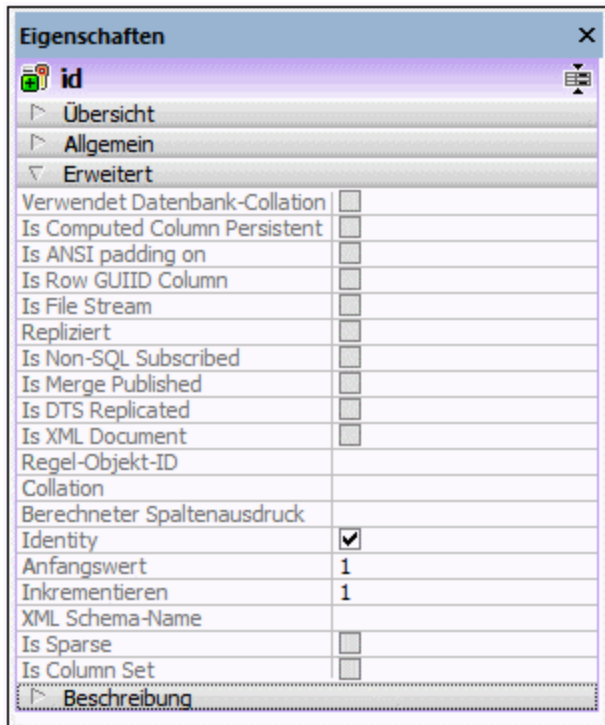 Eigenschaften
id
Übersicht
Allgemein
Erweitert
Verwendet Datenbank-Collation
Is Computed Column Persistent
Is ANSI padding on
Is Row GUIID Column
Is File Stream
Repliziert
Is Non-SQL Subscribed
Is Merge Published
Is DTS Replicated
Is XML Document
Regel-Objekt-ID
Collation
Berechneter Spaltenausdruck
Identity
Anfangswert 1
Inkrementieren 1
XML Schema-Name
Is Sparse
Is Column Set
Beschreibung